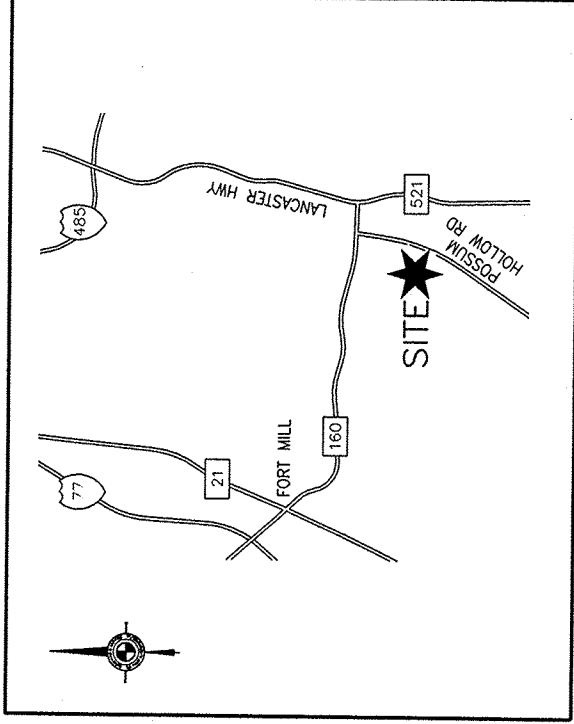 485
77
LANCASTER HWY
21
521
FORT MILL
160
POSSUM
HOLLOW RD
SITE